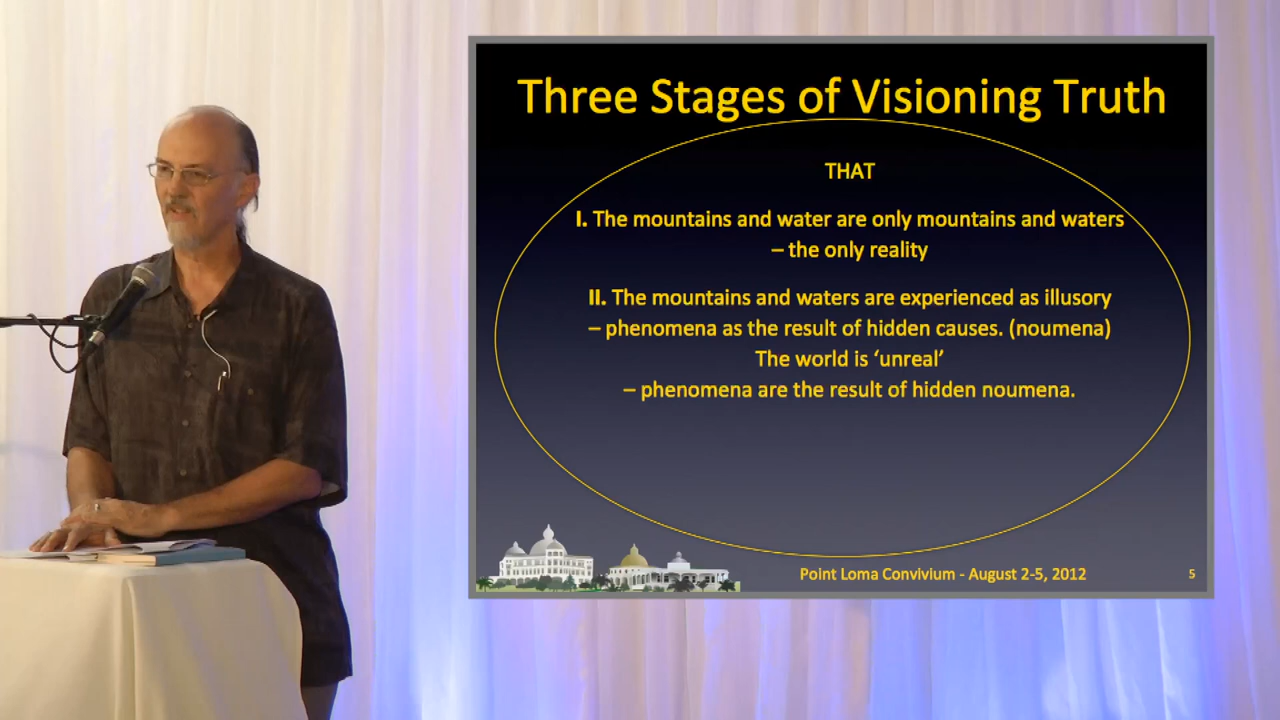 Three Stages of Visioning Truth
THAT
I. The mountains and water are only mountains and waters
– the only reality
II. The mountains and waters are experienced as illusory
– phenomena as the result of hidden causes. (noumena)
The world is ‘unreal’
– phenomena are the result of hidden noumena.
Point Loma Convivium - August 2-5, 2012
5